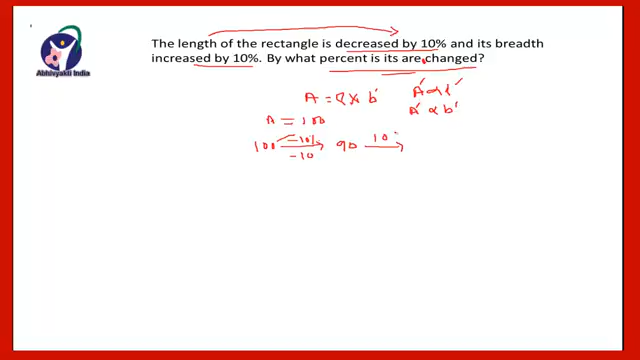 The length of the rectangle is decreased by 10% and its breadth
increased by 10%. By what percent is its are changed?
Abhivyakti India
A = l × b
A ∝ l
A ∝ b
A = 100
100 -10% 90 10
-10